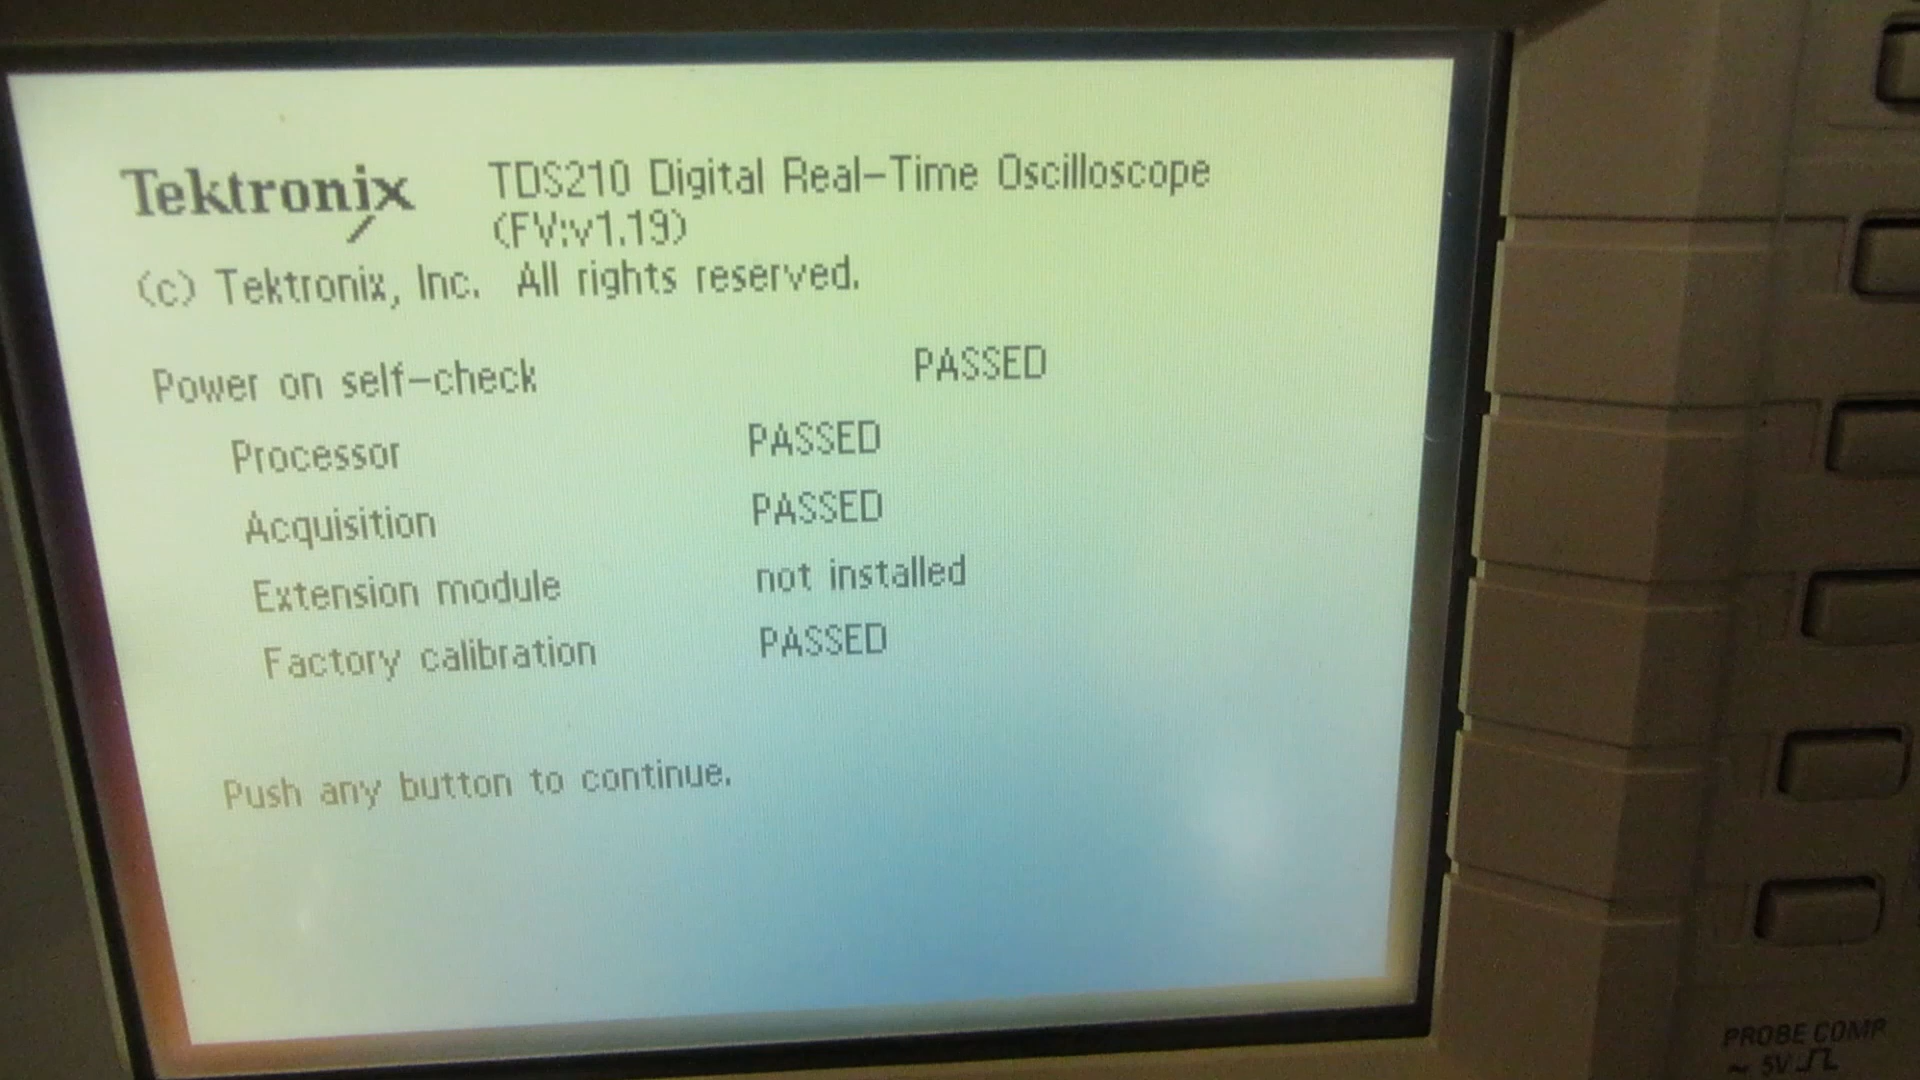 Tektronix TDS210 Digital Real-Time Oscilloscope
(FV:v1.19)
(c) Tektronix, Inc. All rights reserved.
Power on self-check PASSED
Processor PASSED
Acquisition PASSED
Extension module not installed
Factory calibration PASSED
Push any button to continue.
PROBE COMP
~ 5V